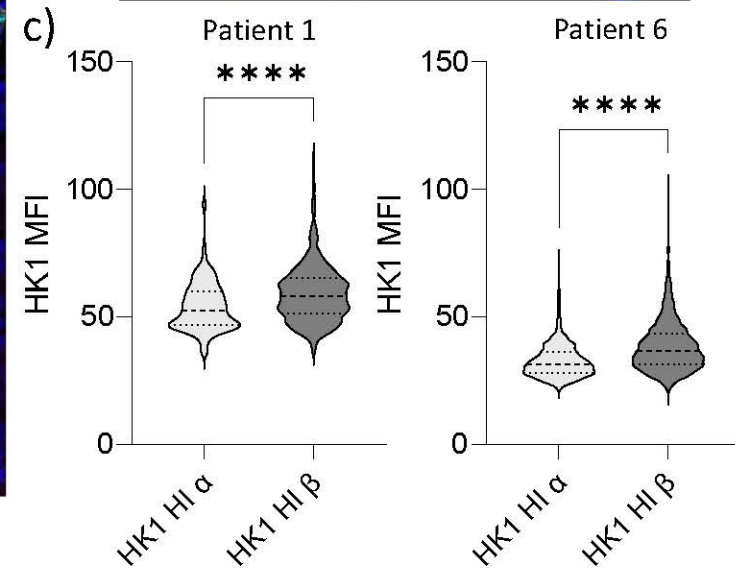 c)
Patient 1
****
HK1 MFI
150
100
50
0
HK1 HI α
HK1 HI β
Patient 6
****
HK1 MFI
150
100
50
0
HK1 HI α
HK1 HI β